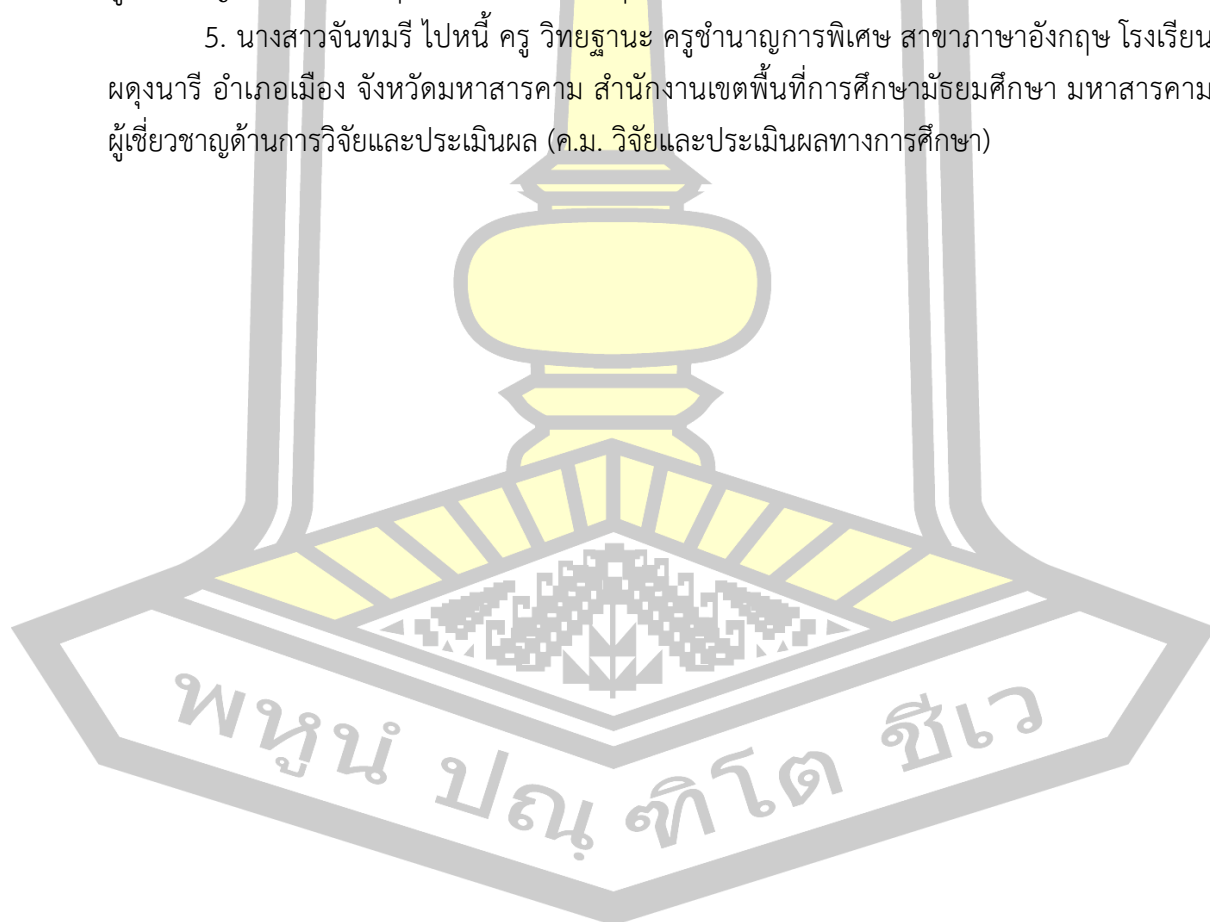 5. นางสาวจันทมรี ไปหนี้ ครู วิทยฐานะ ครูชำนาญการพิเศษ สาขาภาษาอังกฤษ โรงเรียน
ผดุงนารี อำเภอเมือง จังหวัดมหาสารคาม สำนักงานเขตพื้นที่การศึกษามัธยมศึกษา มหาสารคาม
ผู้เชี่ยวชาญด้านการวิจัยและประเมินผล (ค.ม. วิจัยและประเมินผลทางการศึกษา)
พหูนํ ปณฺฑิโต ชีเว